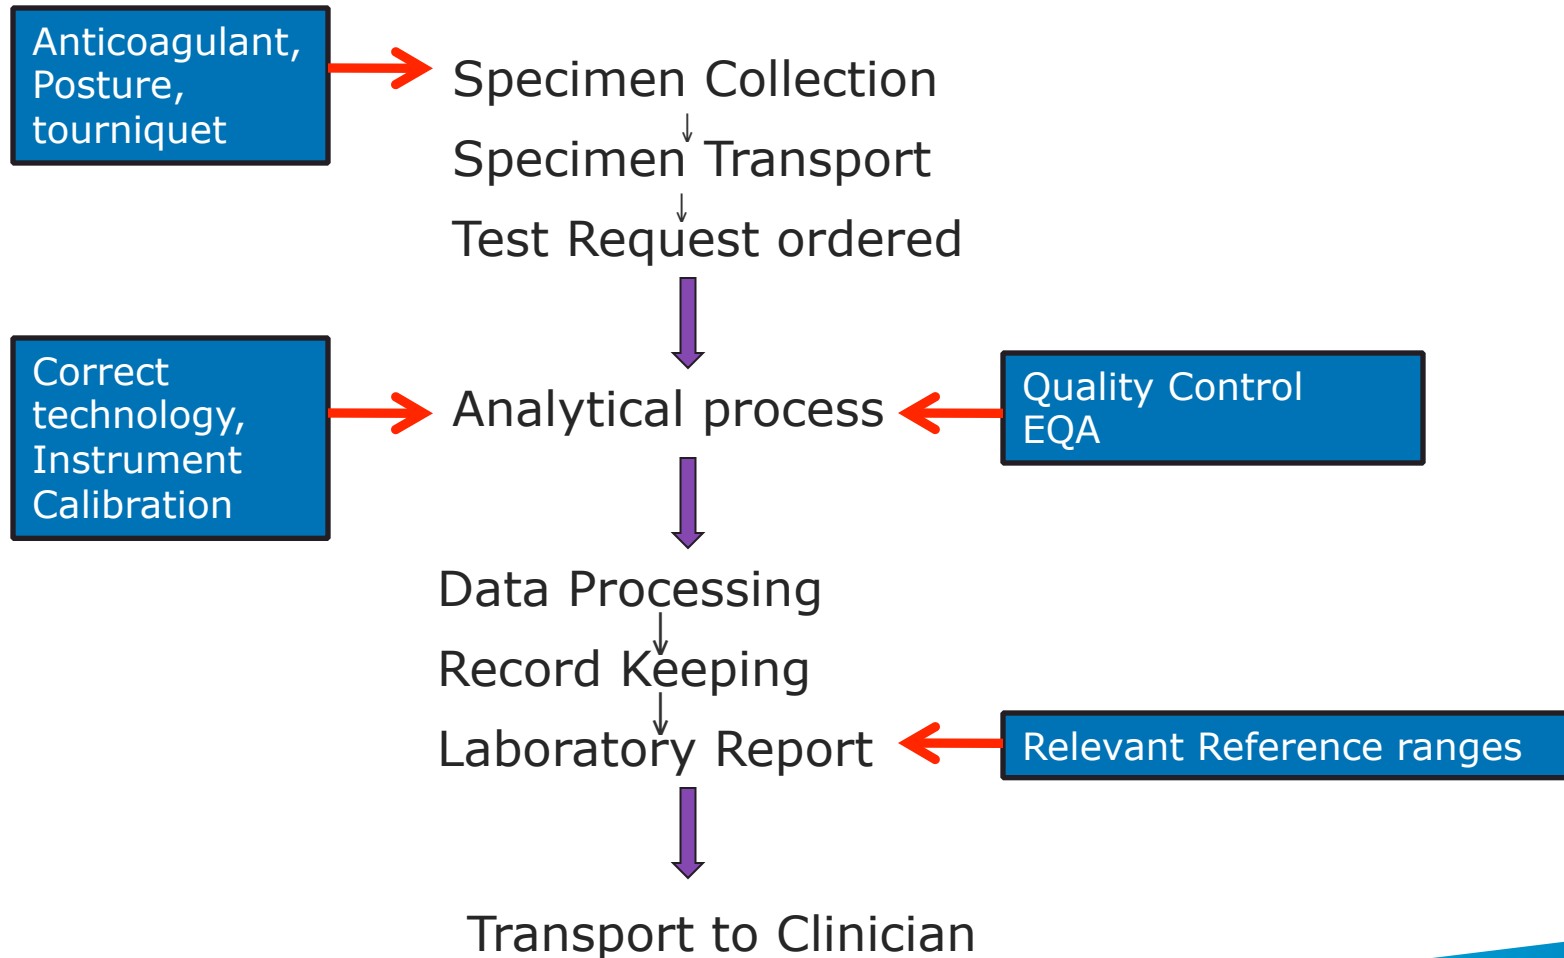 Anticoagulant,
Posture,
tourniquet
Specimen Collection
Specimen Transport
Test Request ordered
Correct
technology,
Instrument
Calibration
Analytical process
Quality Control
EQA
Data Processing
Record Keeping
Laboratory Report
Relevant Reference ranges
Transport to Clinician